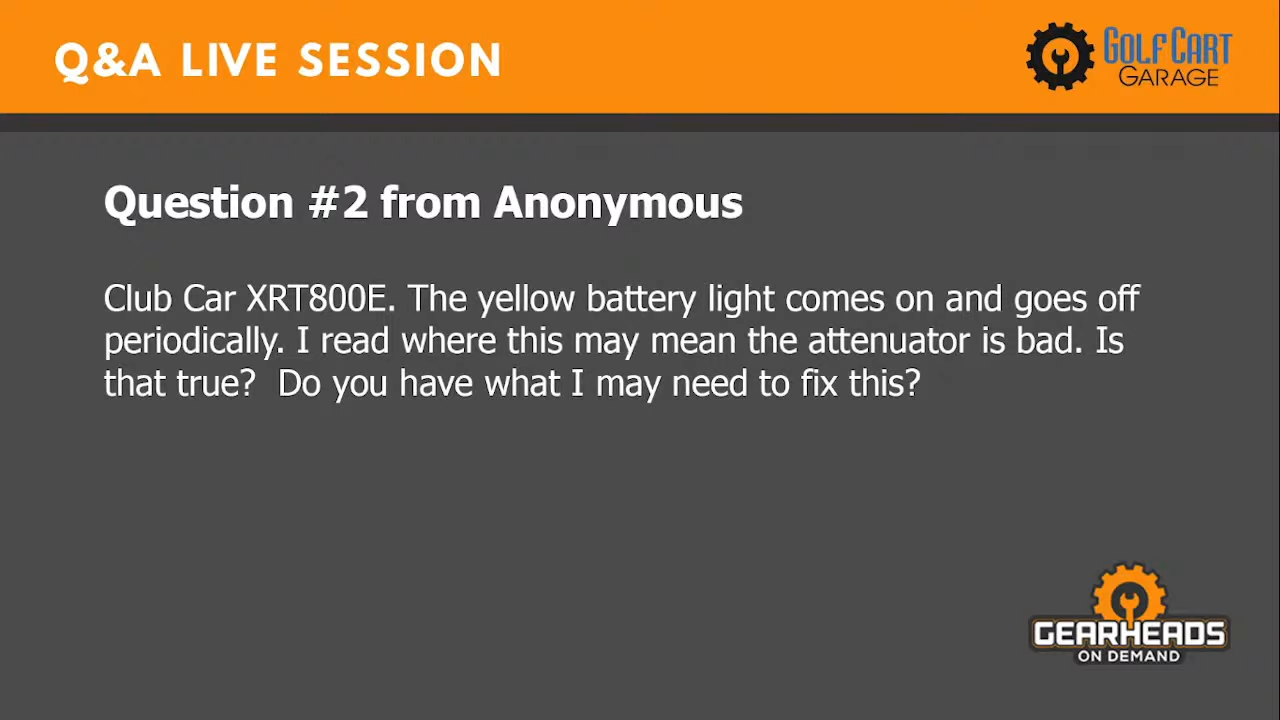 Q&A LIVE SESSION
GOLF CART
GARAGE
Question #2 from Anonymous
Club Car XRT800E. The yellow battery light comes on and goes off
periodically. I read where this may mean the attenuator is bad. Is
that true?  Do you have what I may need to fix this?
GEARHEADS
ON DEMAND